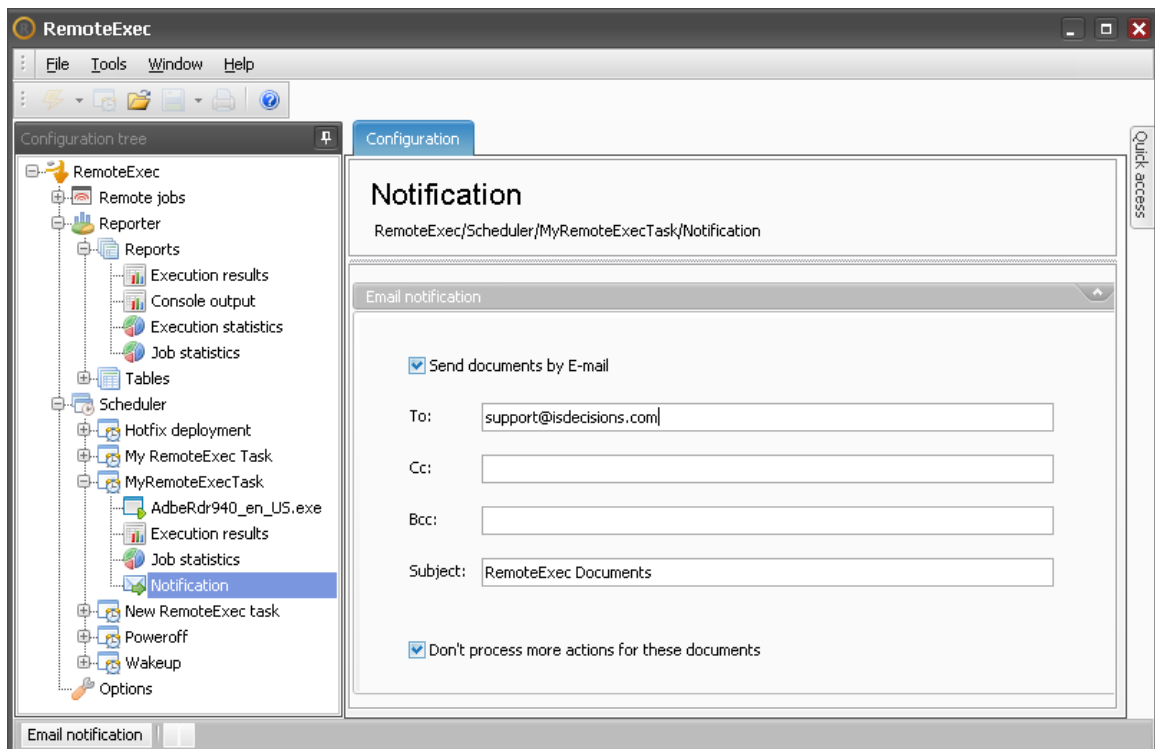 RemoteExec
File Tools Window Help
Configuration tree
RemoteExec
Remote jobs
Reporter
Reports
Execution results
Console output
Execution statistics
Job statistics
Tables
Scheduler
Hotfix deployment
My RemoteExec Task
MyRemoteExecTask
AdbeRdr940_en_US.exe
Execution results
Job statistics
Notification
New RemoteExec task
Poweroff
Wakeup
Options
Configuration
Notification
RemoteExec/Scheduler/MyRemoteExecTask/Notification
Email notification
Send documents by E-mail
To: support@isdecisions.com
Cc:
Bcc:
Subject: RemoteExec Documents
Don't process more actions for these documents
Quick access
Email notification